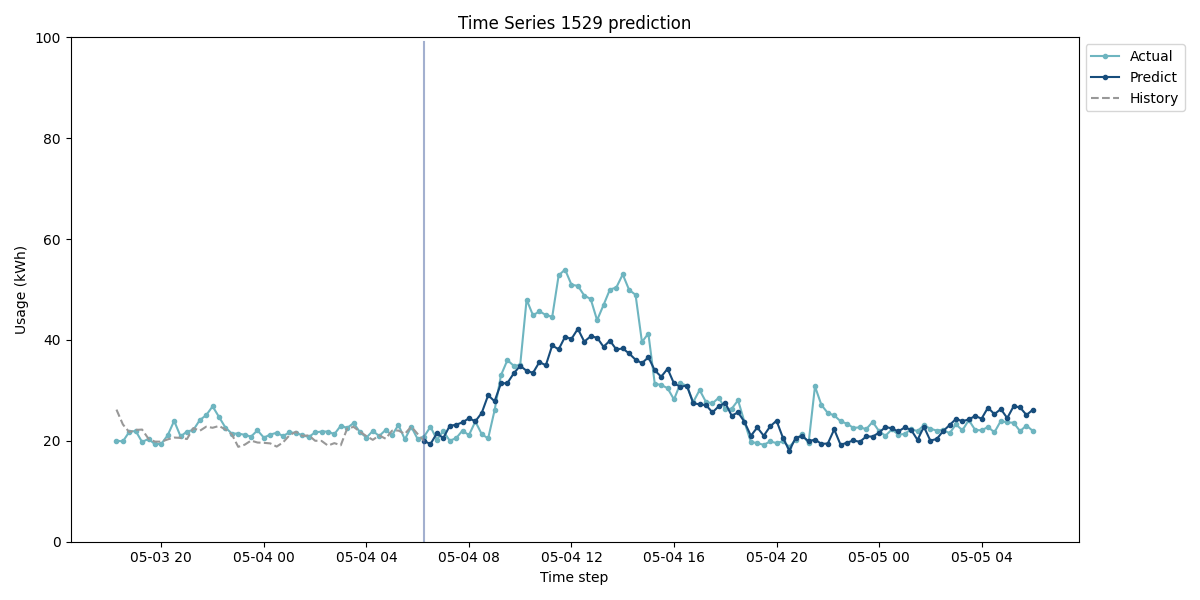 Time Series 1529 prediction
Usage (kWh)
100
80
60
40
20
0
05-03 20
05-04 00
05-04 04
05-04 08
05-04 12
05-04 16
05-04 20
05-05 00
05-05 04
Time step
Actual
Predict
History